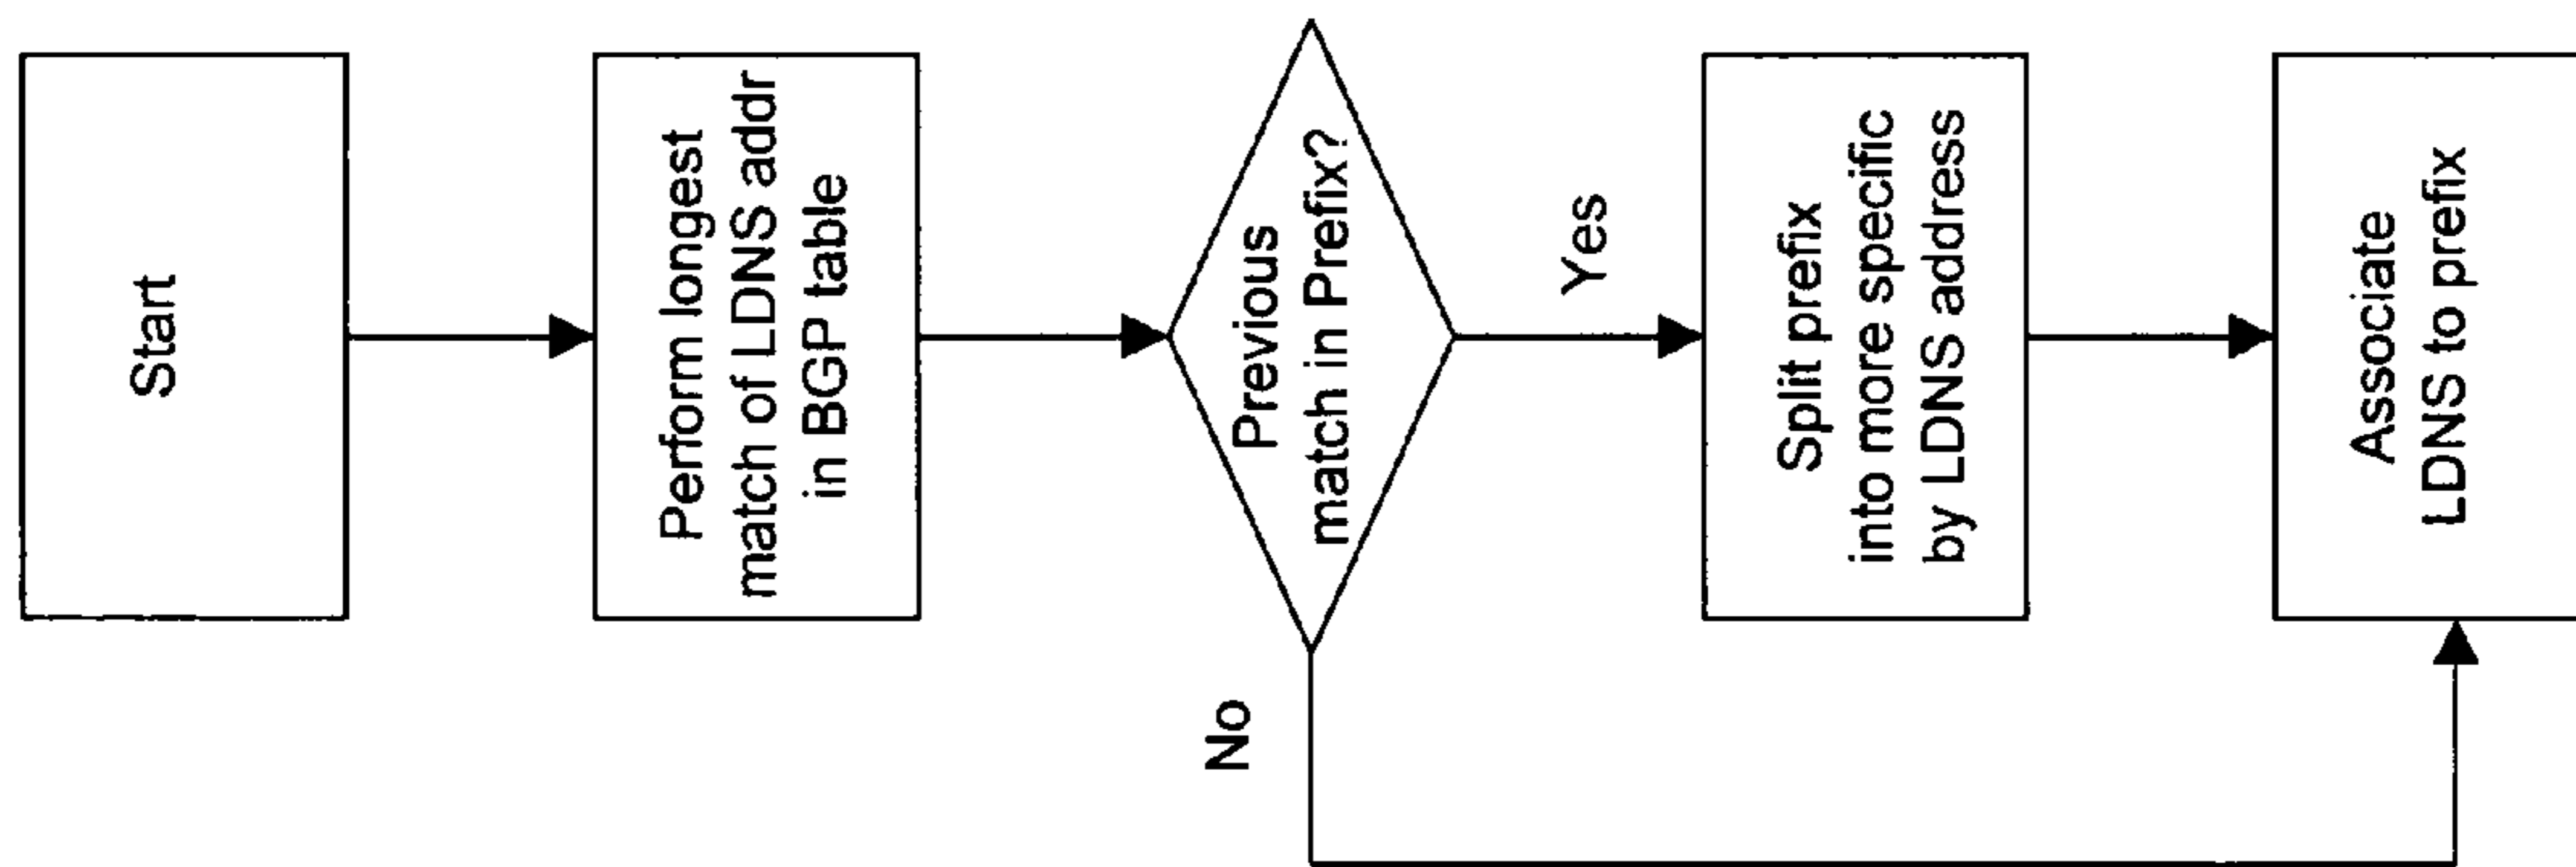 Start
Perform longest
match of LDNS addr
in BGP table
Previous
match in Prefix?
No
Yes
Split prefix
into more specific
by LDNS address
Associate
LDNS to prefix